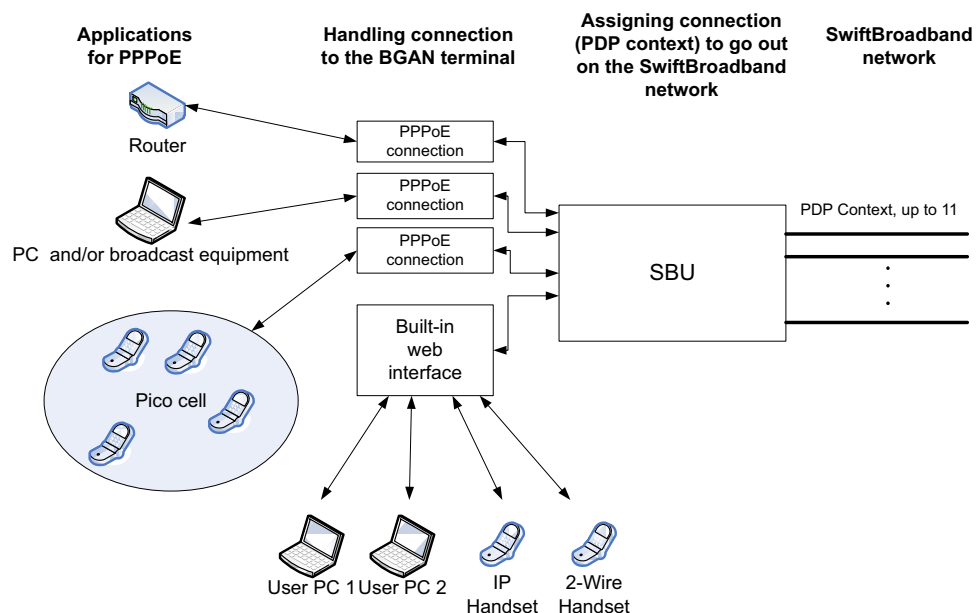 Applications
for PPPoE
Handling connection
to the BGAN terminal
Assigning connection
(PDP context) to go out
on the SwiftBroadband
network
SwiftBroadband
network
Router
PPPoE
connection
PPPoE
connection
PC and/or broadcast equipment
PPPoE
connection
SBU
PDP Context, up to 11
Built-in
web
interface
Pico cell
User PC 1
User PC 2
IP
Handset
2-Wire
Handset